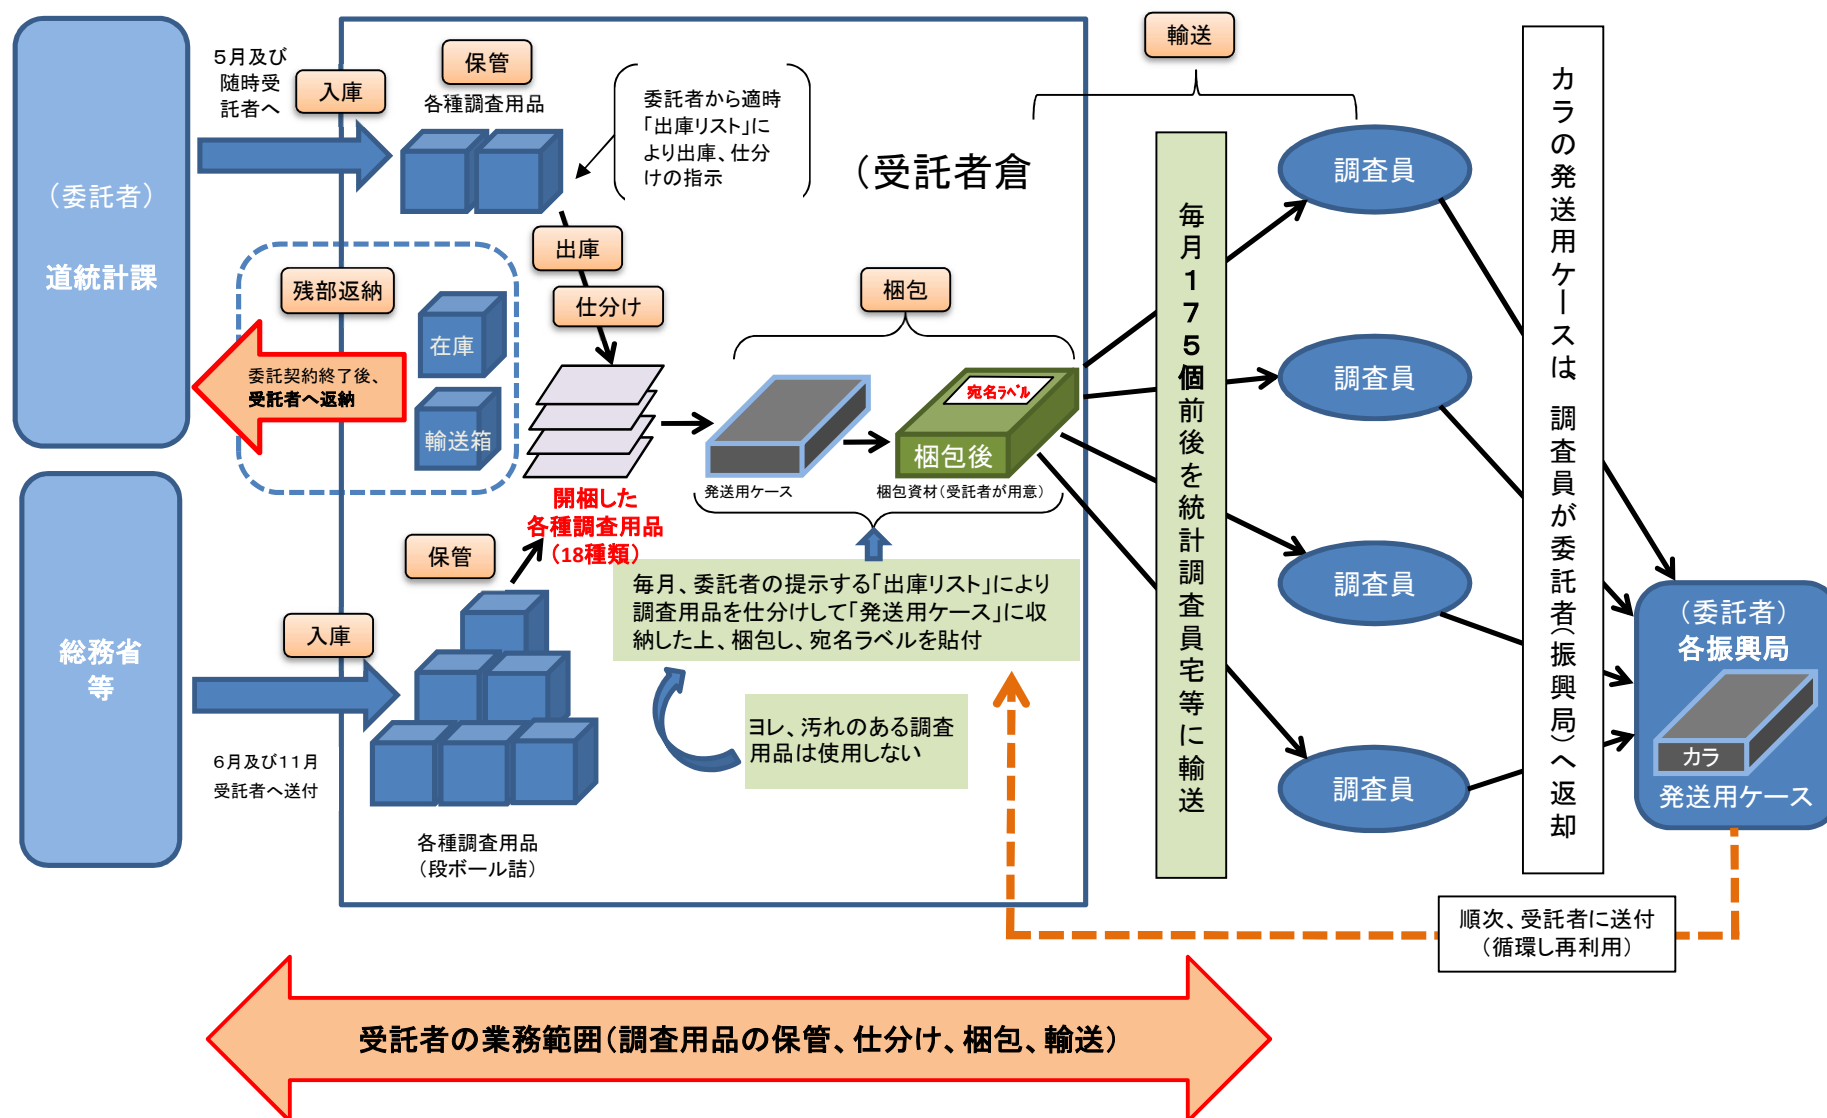 （委託者）
道統計課
総務省
等
5月及び
随時受
託者へ
入庫
保管
各種調査用品
委託者から適時
「出庫リスト」に
より出庫、仕分
けの指示
（受託者倉
輸送
出庫
仕分け
残部返納
在庫
輸送箱
委託契約終了後、
受託者へ返納
梱包
宛名ラベル
梱包後
発送用ケース
梱包資材（受託者が用意）
開梱した
各種調査用品
（18種類）
保管
入庫
6月及び11月
受託者へ送付
各種調査用品
（段ボール詰）
毎月、委託者の提示する「出庫リスト」により
調査用品を仕分けして「発送用ケース」に収
納した上、梱包し、宛名ラベルを貼付
ヨレ、汚れのある調査
用品は使用しない
毎月175個前後を統計調査員宅等に輸送
調査員
調査員
調査員
調査員
カラの発送用ケースは、調査員が委託者（振興局）へ返却
（委託者）
各振興局
カラ
発送用ケース
順次、受託者に送付
（循環し再利用）
受託者の業務範囲（調査用品の保管、仕分け、梱包、輸送）